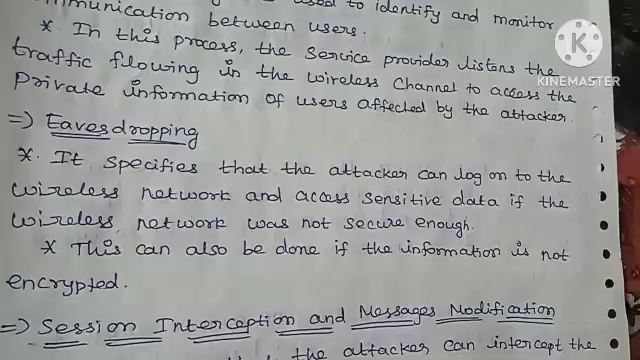 used to identify and monitor
communication between users.
* In this process, the service provider listens the
traffic flowing in the wireless channel to access the
Private information of users affected by the attacker.
=) Eavesdropping
* It specifies that the attacker can log on to the
wireless network and access sensitive data if the
wireless network was not secure enough.
* This can also be done if the information is not
encrypted.
=) Session Interception and Messages Modification
the attacker can intercept the
KINEMASTER